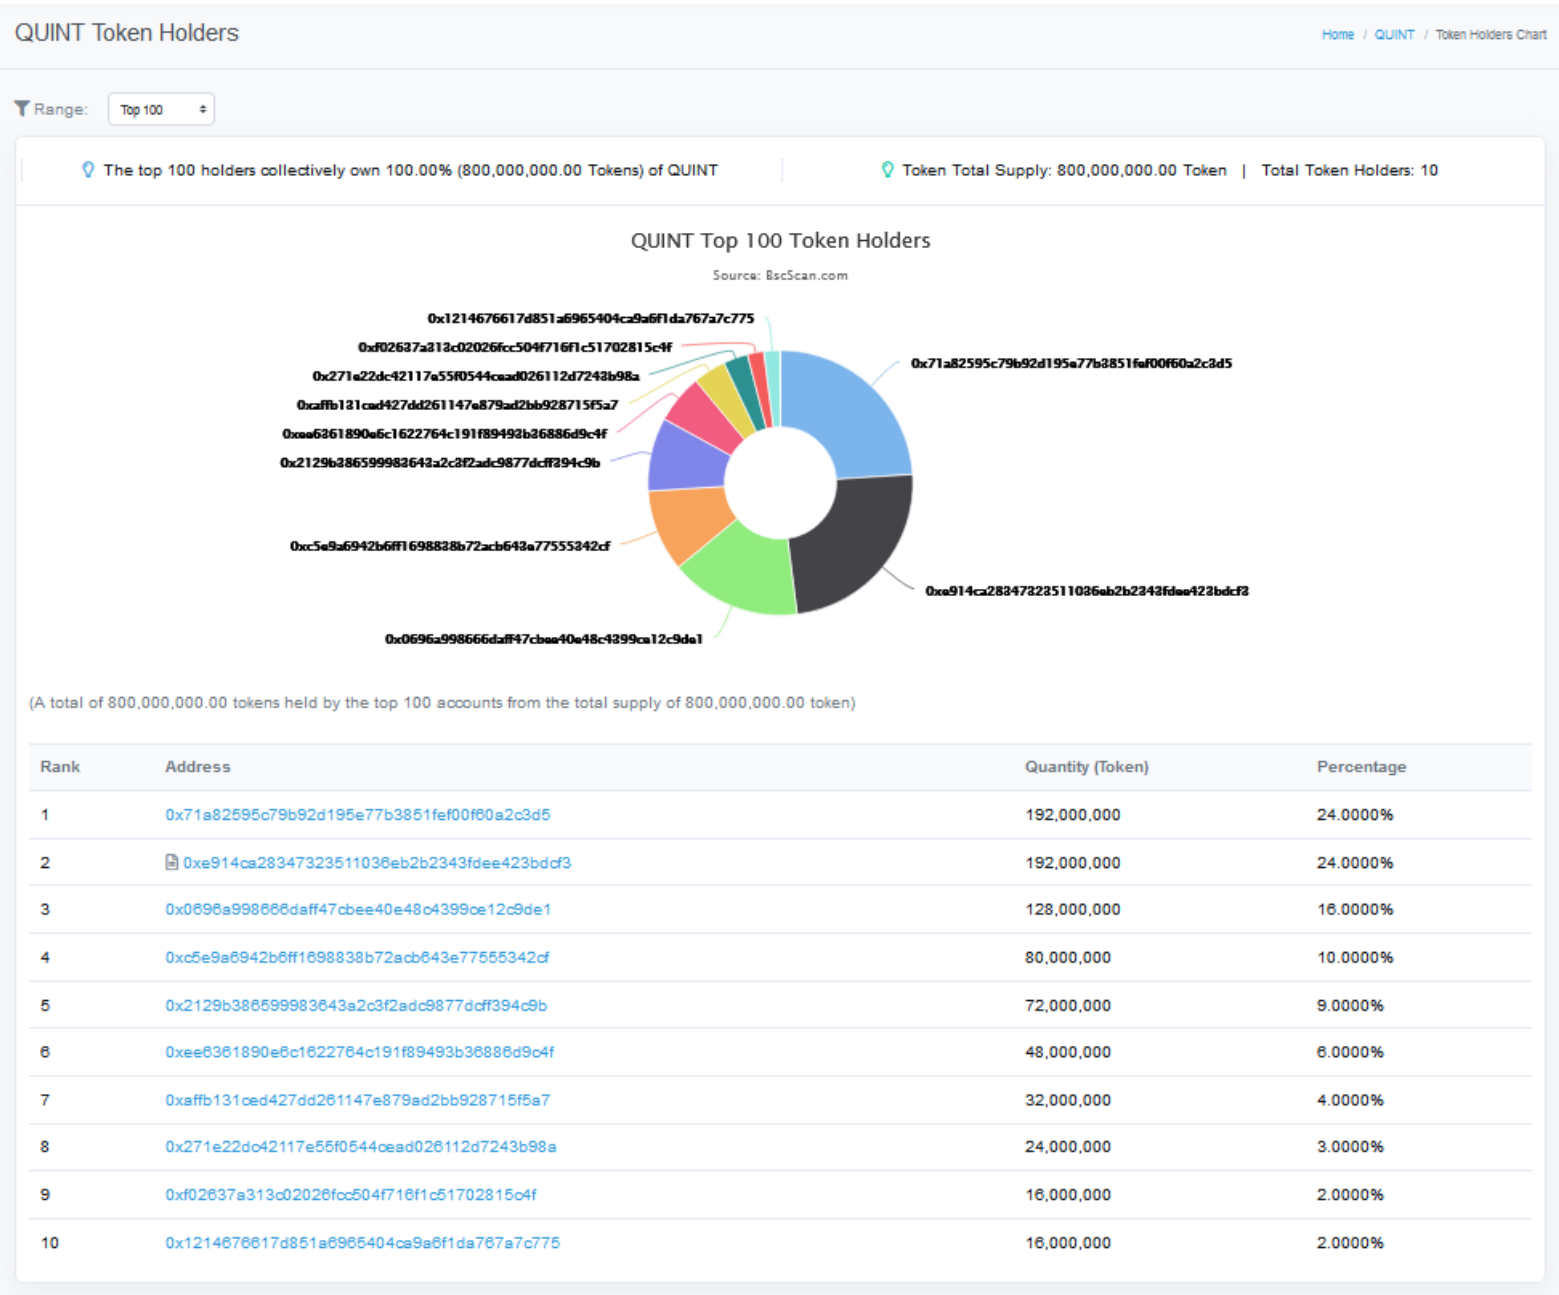 QUINT Token Holders
Home / QUINT / Token Holders Chart
Range: Top 100
The top 100 holders collectively own 100.00% (800,000,000.00 Tokens) of QUINT
Token Total Supply: 800,000,000.00 Token | Total Token Holders: 10
QUINT Top 100 Token Holders
Source: BscScan.com
0x1214676617d851a6965404ca9a6f1da767a7c775
0xf02637a313c02026fcc504f716f1c51702815c4f
0x271e22dc42117e55f0544cead026112d7243b98a
0xaffb131ced427dd261147e879ad2bb928715f5a7
0xee6361890e6c1622764c191f89493b36886d9c4f
0x2129b386599983643a2c3f2adc9877dcff394c9b
0xc5e9a6942b6ff1698838b72acb643e77555342cf
0x0696a998666daff47cbee40e48c4399ce12c9de1
0x71a82595c79b92d195e77b3851fef00f60a2c3d5
0xe914ca28347323511036eb2b2343fdee423bdcf3
(A total of 800,000,000.00 tokens held by the top 100 accounts from the total supply of 800,000,000.00 token)
Rank Address Quantity (Token) Percentage
1 0x71a82595c79b92d195e77b3851fef00f60a2c3d5 192,000,000 24.0000%
2 0xe914ca28347323511036eb2b2343fdee423bdcf3 192,000,000 24.0000%
3 0x0696a998666daff47cbee40e48c4399ce12c9de1 128,000,000 16.0000%
4 0xc5e9a6942b6ff1698838b72acb643e77555342cf 80,000,000 10.0000%
5 0x2129b386599983643a2c3f2adc9877dcff394c9b 72,000,000 9.0000%
6 0xee6361890e6c1622764c191f89493b36886d9c4f 48,000,000 6.0000%
7 0xaffb131ced427dd261147e879ad2bb928715f5a7 32,000,000 4.0000%
8 0x271e22dc42117e55f0544cead026112d7243b98a 24,000,000 3.0000%
9 0xf02637a313c02026fcc504f716f1c51702815c4f 16,000,000 2.0000%
10 0x1214676617d851a6965404ca9a6f1da767a7c775 16,000,000 2.0000%